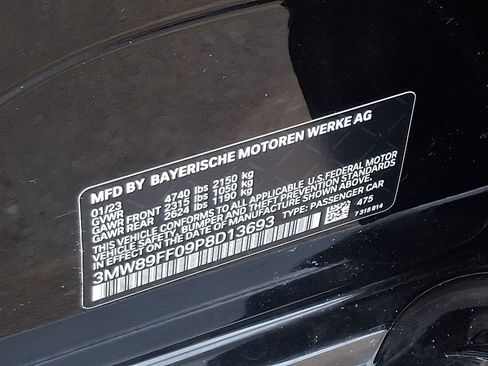 MFD BY BAYERISCHE MOTOREN WERKE AG
01/23
GVWR 4740 lbs 2150 kg
GAWR FRONT 2315 lbs 1050 kg
GAWR REAR 2624 lbs 1190 kg
THIS VEHICLE CONFORMS TO ALL APPLICABLE U.S. FEDERAL MOTOR
VEHICLE SAFETY, BUMPER, AND THEFT PREVENTION STANDARDS
IN EFFECT ON THE DATE OF MANUFACTURE SHOWN ABOVE.
3MW89FF09P8D13693 TYPE: PASSENGER CAR
475
7 315 814